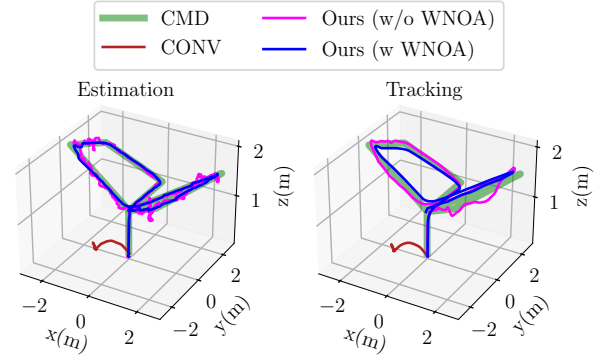 CMD
CONV
Ours (w/o WNOA)
Ours (w WNOA)
Estimation
2
1
z(m)
−2
0
2
x(m)
−2
0
2
y(m)
Tracking
2
1
z(m)
−2
0
2
x(m)
−2
0
2
y(m)